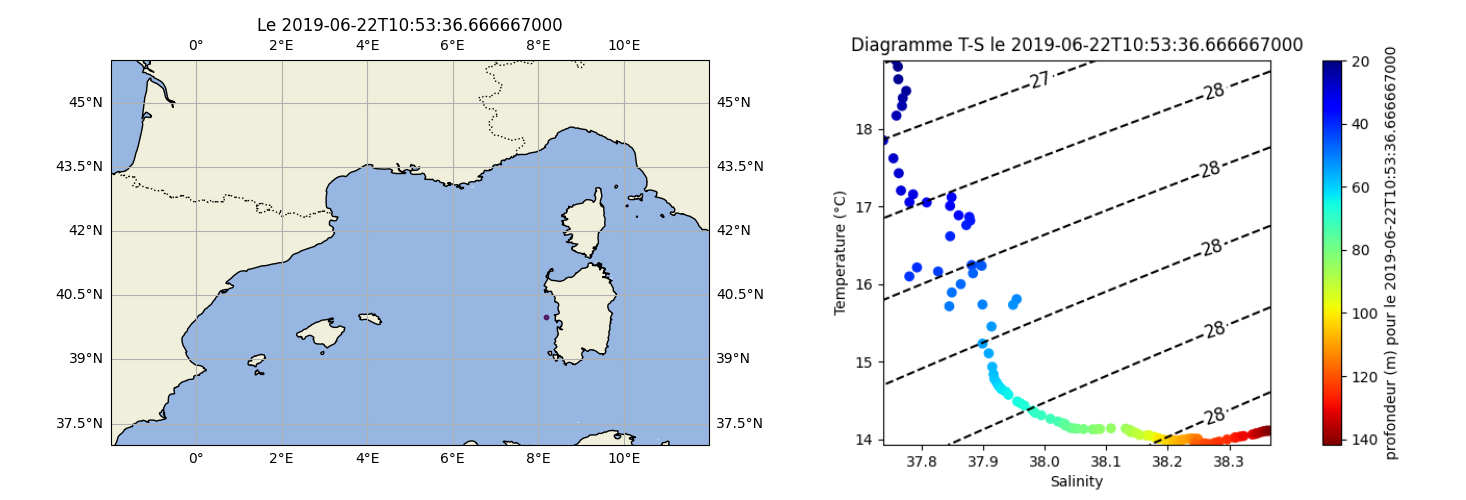 Le 2019-06-22T10:53:36.666667000
0° 2°E 4°E 6°E 8°E 10°E
45°N 45°N
43.5°N 43.5°N
42°N 42°N
40.5°N 40.5°N
39°N 39°N
37.5°N 37.5°N
0° 2°E 4°E 6°E 8°E 10°E
Diagramme T-S le 2019-06-22T10:53:36.666667000
Temperature (°C)
18
17
16
15
14
27
28
28
28
28
28
37.8 37.9 38.0 38.1 38.2 38.3
Salinity
20
40
60
80
100
120
140
profondeur (m) pour le 2019-06-22T10:53:36.666667000